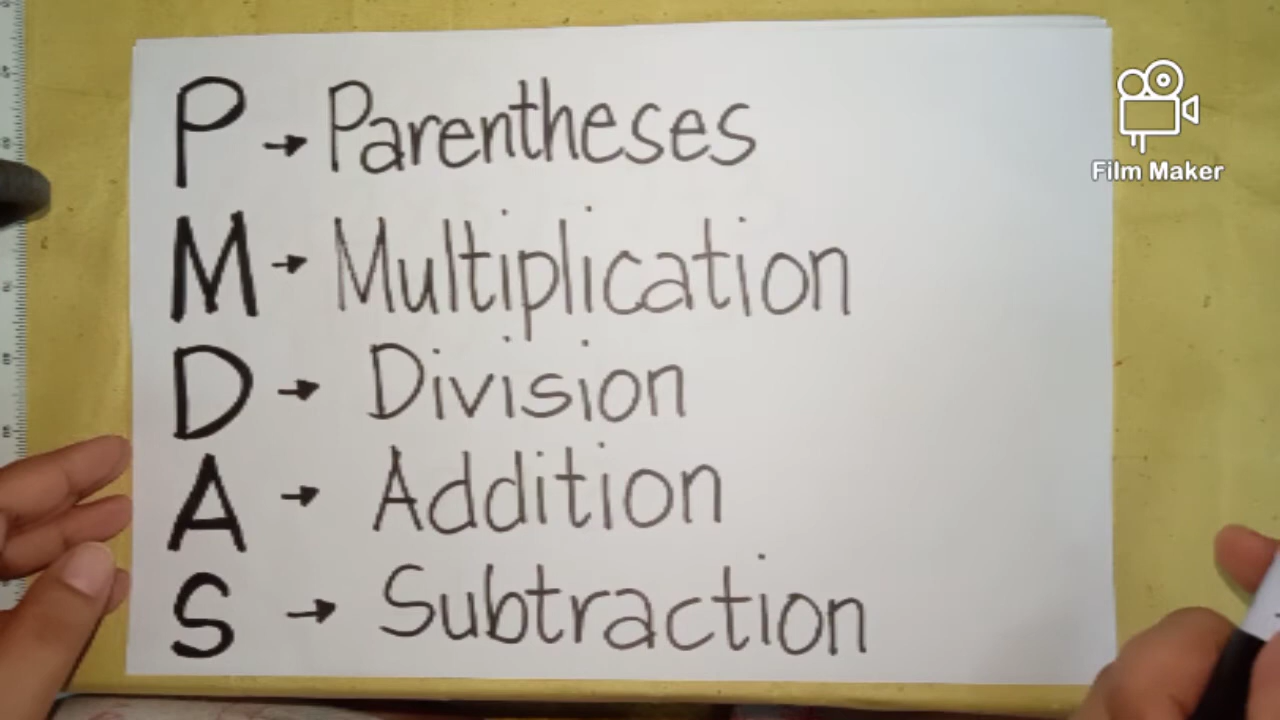 P → Parentheses
M → Multiplication
D → Division
A → Addition
S → Subtraction
Film Maker